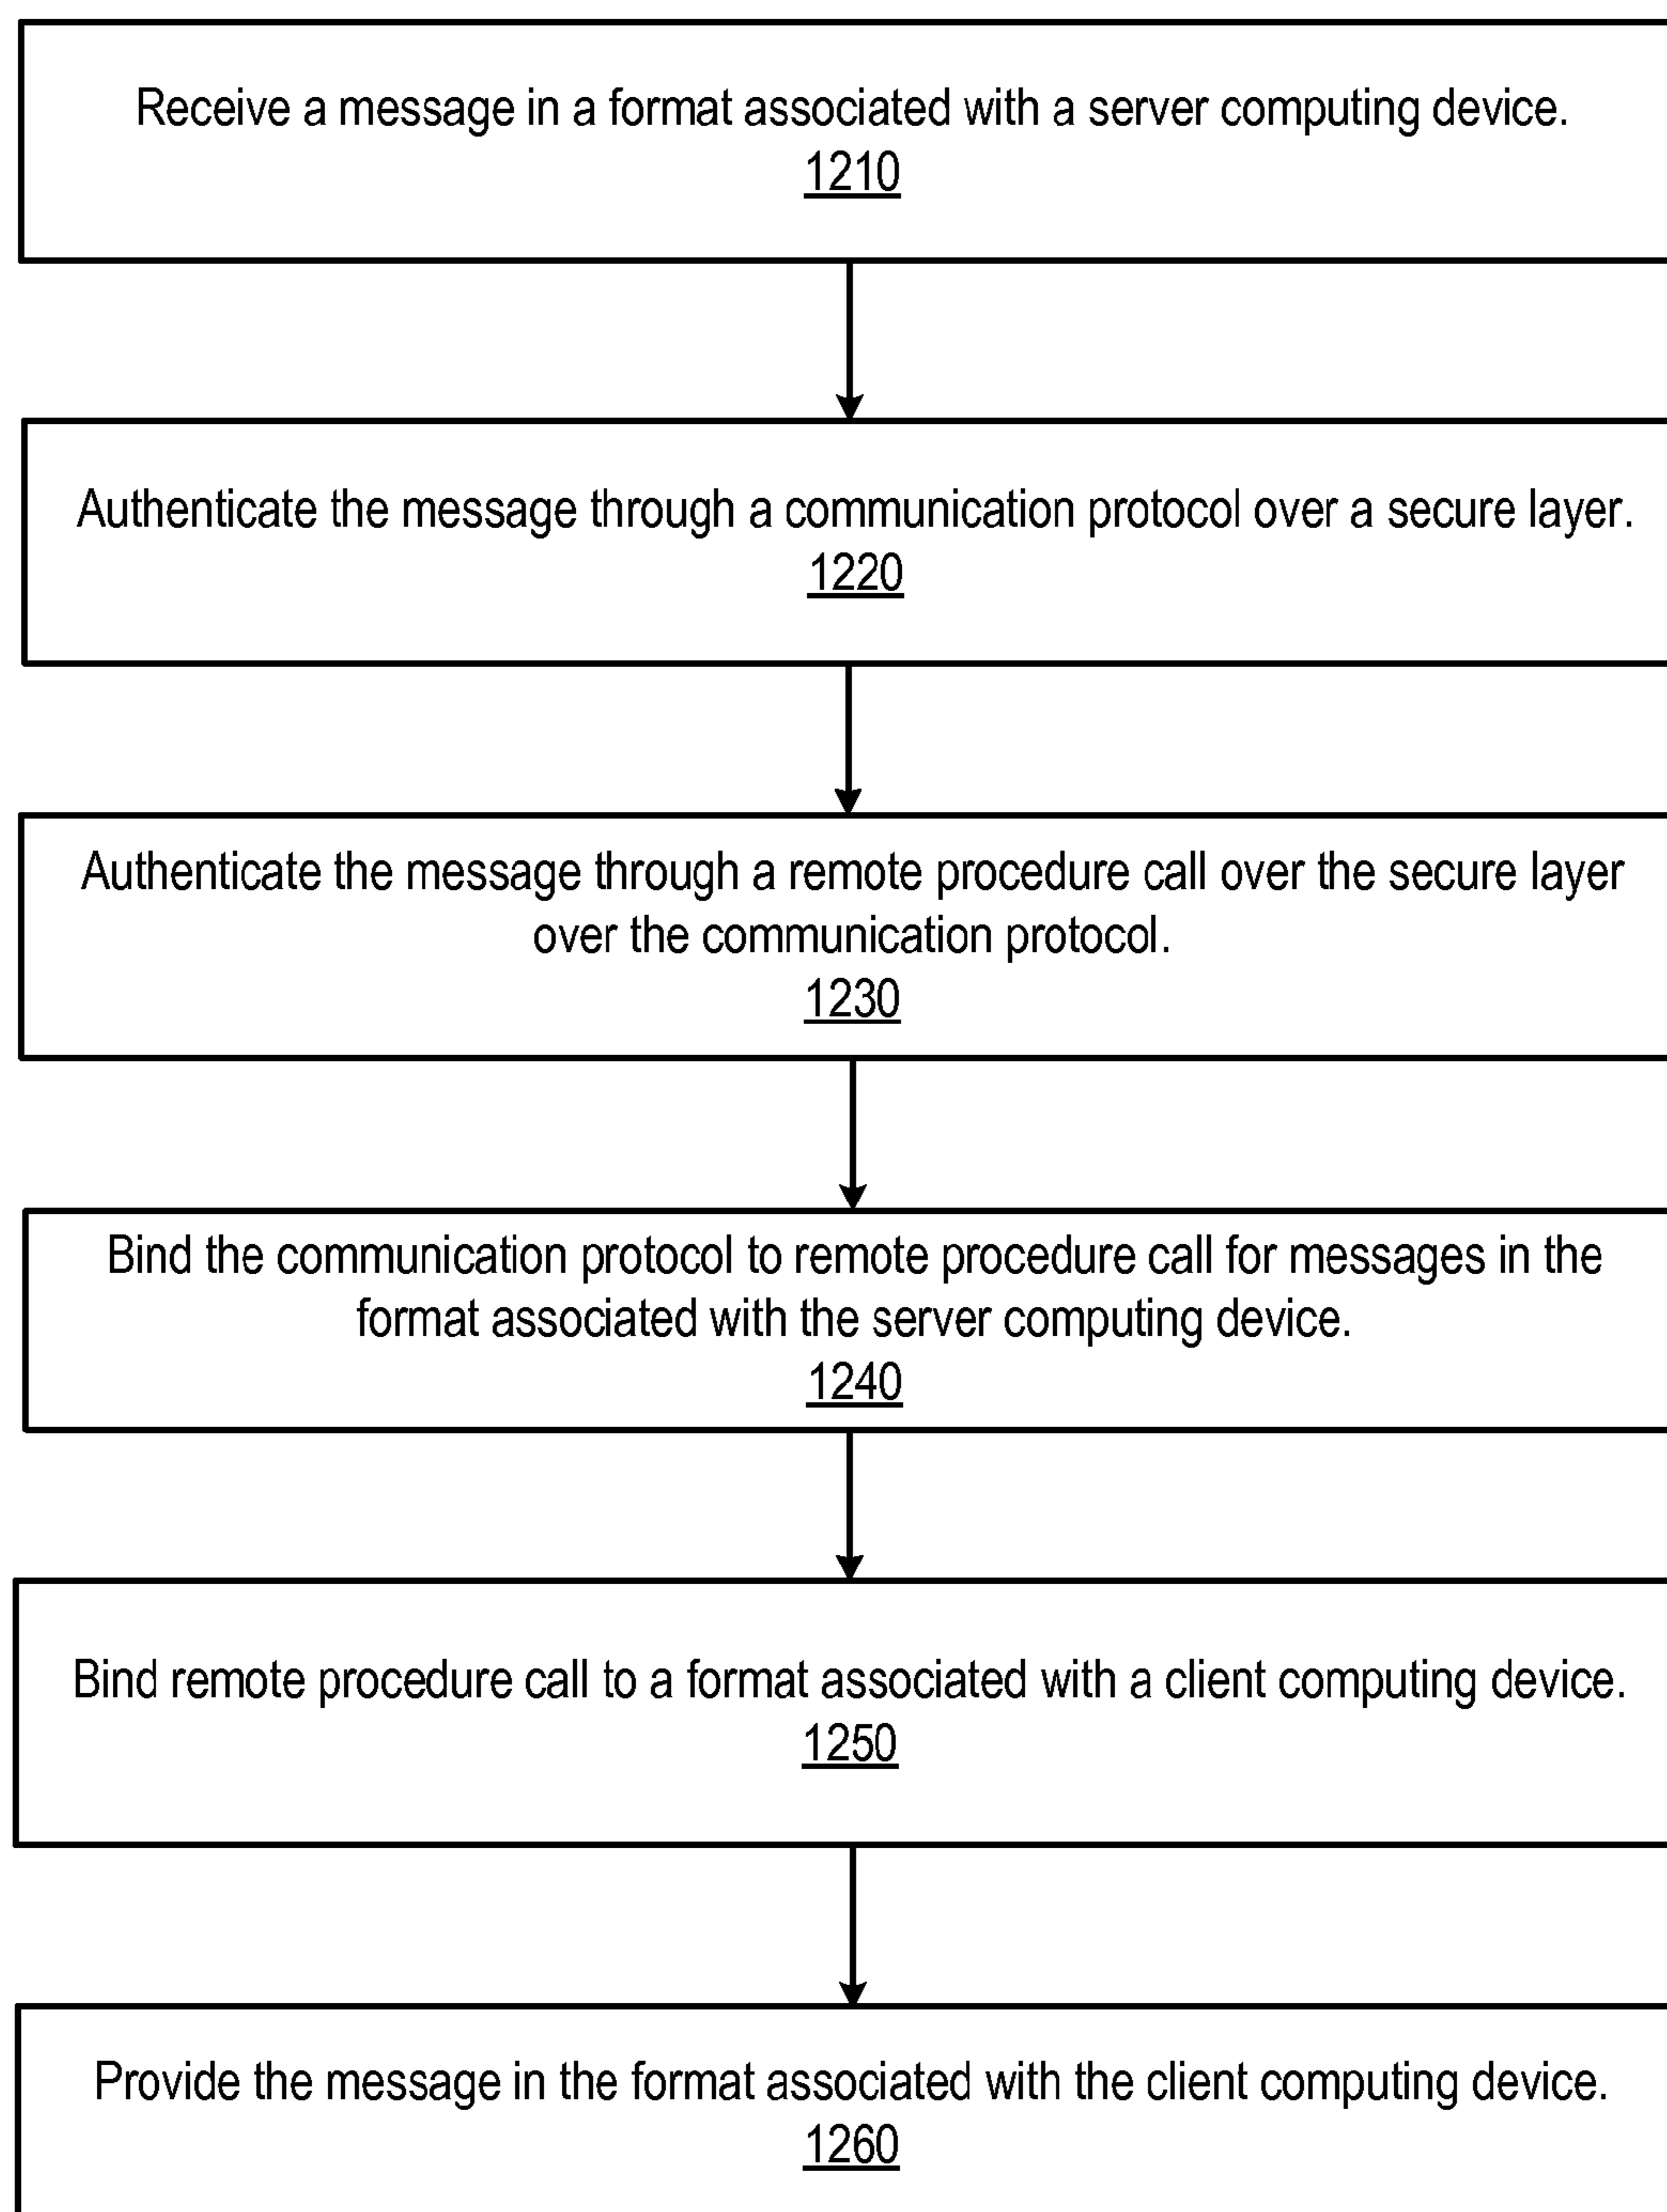 Receive a message in a format associated with a server computing device.
1210
Authenticate the message through a communication protocol over a secure layer.
1220
Authenticate the message through a remote procedure call over the secure layer
over the communication protocol.
1230
Bind the communication protocol to remote procedure call for messages in the
format associated with the server computing device.
1240
Bind remote procedure call to a format associated with a client computing device.
1250
Provide the message in the format associated with the client computing device.
1260